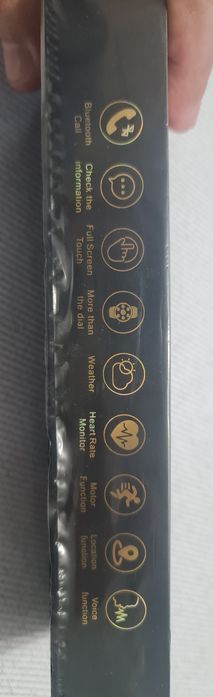 Bluetooth
Call
Check the
information
Full Screen
Touch
More than
the dial
Weather
Heart Rate
Monitor
Motor
Function
Location
function
Voice
function